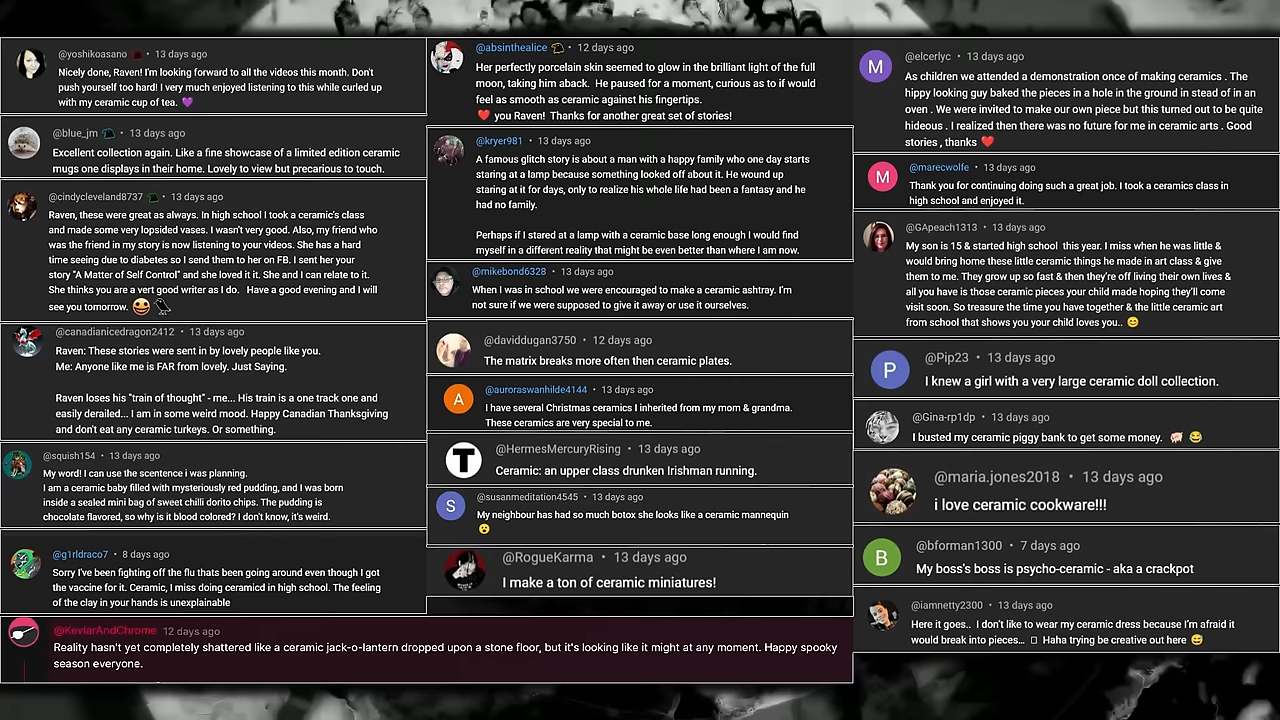 @yoshikoasano • 13 days ago
Nicely done, Raven! I'm looking forward to all the videos this month. Don't
push yourself too hard! I very much enjoyed listening to this while curled up
with my ceramic cup of tea. 💜
@blue_jm • 13 days ago
Excellent collection again. Like a fine showcase of a limited edition ceramic
mugs one displays in their home. Lovely to view but precarious to touch.
@cindycleveland8737 • 13 days ago
Raven, these were great as always. In high school I took a ceramic's class
and made some very lopsided vases. I wasn't very good. Also, my friend who
was the friend in my story is now listening to your videos. She has a hard
time seeing due to diabetes so I send them to her on FB. I sent her your
story "A Matter of Self Control" and she loved it it. She and I can relate to it.
She thinks you are a vert good writer as I do. Have a good evening and I will
see you tomorrow. 😀 🐦‍⬛
@canadianicedragon2412 • 13 days ago
Raven: These stories were sent in by lovely people like you.
Me: Anyone like me is FAR from lovely. Just Saying.
Raven loses his "train of thought" - me... His train is a one track one and
easily derailed... I am in some weird mood. Happy Canadian Thanksgiving
and don't eat any ceramic turkeys. Or something.
@squish154 • 13 days ago
My word! I can use the scentence i was planning.
I am a ceramic baby filled with mysteriously red pudding, and I was born
inside a sealed mini bag of sweet chilli dorito chips. The pudding is
chocolate flavored, so why is it blood colored? I don't know, it's weird.
@g1rldraco7 • 8 days ago
Sorry I've been fighting off the flu thats been going around even though I got
the vaccine for it. Ceramic, I miss doing ceramicd in high school. The feeling
of the clay in your hands is unexplainable
@KeviarAndChrome 12 days ago
Reality hasn't yet completely shattered like a ceramic jack-o-lantern dropped upon a stone floor, but it's looking like it might at any moment. Happy spooky
season everyone.
@absinthealice • 12 days ago
Her perfectly porcelain skin seemed to glow in the brilliant light of the full
moon, taking him aback. He paused for a moment, curious as to if would
feel as smooth as ceramic against his fingertips.
❤️ you Raven! Thanks for another great set of stories!
@kryer981 • 13 days ago
A famous glitch story is about a man with a happy family who one day starts
staring at a lamp because something looked off about it. He wound up
staring at it for days, only to realize his whole life had been a fantasy and he
had no family.
Perhaps if I stared at a lamp with a ceramic base long enough I would find
myself in a different reality that might be even better than where I am now.
@mikebond6328 • 13 days ago
When I was in school we were encouraged to make a ceramic ashtray. I'm
not sure if we were supposed to give it away or use it ourselves.
@daviddugan3750 • 12 days ago
The matrix breaks more often then ceramic plates.
@auroraswanhilde4144 • 13 days ago
I have several Christmas ceramics I inherited from my mom & grandma.
These ceramics are very special to me.
T
@HermesMercuryRising • 13 days ago
Ceramic: an upper class drunken Irishman running.
@susanmeditation4545 • 13 days ago
My neighbour has had so much botox she looks like a ceramic mannequin
😮
@RogueKarma • 13 days ago
I make a ton of ceramic miniatures!
@elcerlyc • 13 days ago
As children we attended a demonstration once of making ceramics . The
hippy looking guy baked the pieces in a hole in the ground in stead of in an
oven . We were invited to make our own piece but this turned out to be quite
hideous . I realized then there was no future for me in ceramic arts . Good
stories , thanks ❤️
@marecwolfe • 13 days ago
Thank you for continuing doing such a great job. I took a ceramics class in
high school and enjoyed it.
@GApeach1313 • 13 days ago
My son is 15 & started high school this year. I miss when he was little &
would bring home these little ceramic things he made in art class & give
them to me. They grow up so fast & then they're off living their own lives &
all you have is those ceramic pieces your child made hoping they'll come
visit soon. So treasure the time you have together & the little ceramic art
from school that shows you your child loves you.. 😊
@Pip23 • 13 days ago
I knew a girl with a very large ceramic doll collection.
@Gina-rp1dp • 13 days ago
I busted my ceramic piggy bank to get some money. 🐖 😂
@maria.jones2018 • 13 days ago
i love ceramic cookware!!!
@bforman1300 • 7 days ago
My boss's boss is psycho-ceramic - aka a crackpot
@iamnetty2300 • 13 days ago
Here it goes.. I don't like to wear my ceramic dress because I'm afraid it
would break into pieces... ▯ Haha trying be creative out here 😅